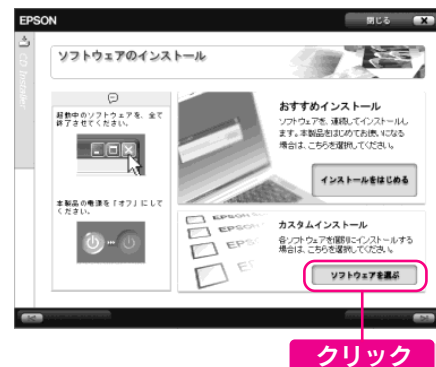 EPSON
閉じる
CD Installer
ソフトウェアのインストール
起動中のソフトウェアを、全て
終了させてください。
本製品の電源を「オフ」にして
ください。
おすすめインストール
ソフトウェアを、連続してインストールし
ます。本製品をはじめてお使いになる
場合は、こちらを選択してください。
インストールをはじめる
カスタムインストール
各ソフトウェアを個別にインストールする
場合は、こちらを選択してください。
ソフトウェアを選ぶ
EPSON
EPSON
EPS
E
クリック